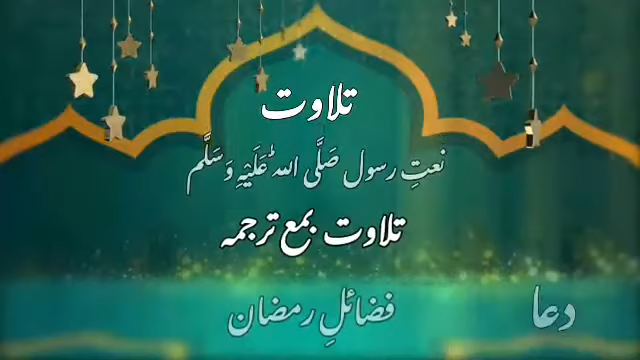 تلاوت
نعتِ رسول صَلَّی اللہُ عَلَیْہِ وَسَلَّم
تلاوت بمع ترجمہ
فضائلِ رمضان
دعا